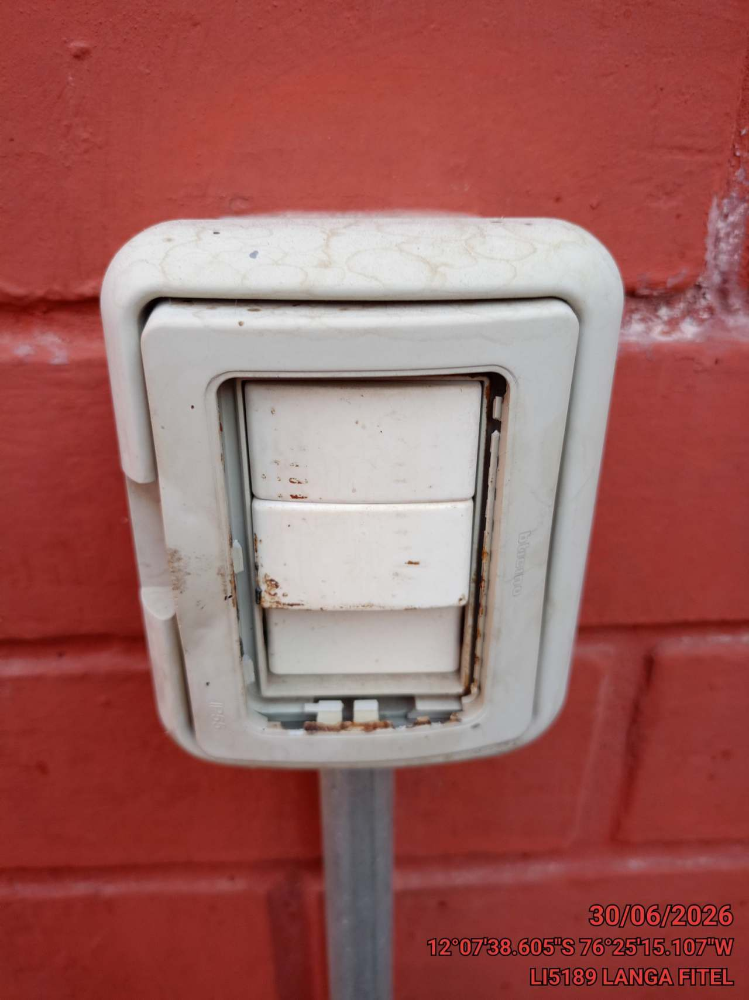 bticino
IP55
30/06/2026
12°07'38.605"S 76°25'15.107"W
LI5189 LANGA FITEL